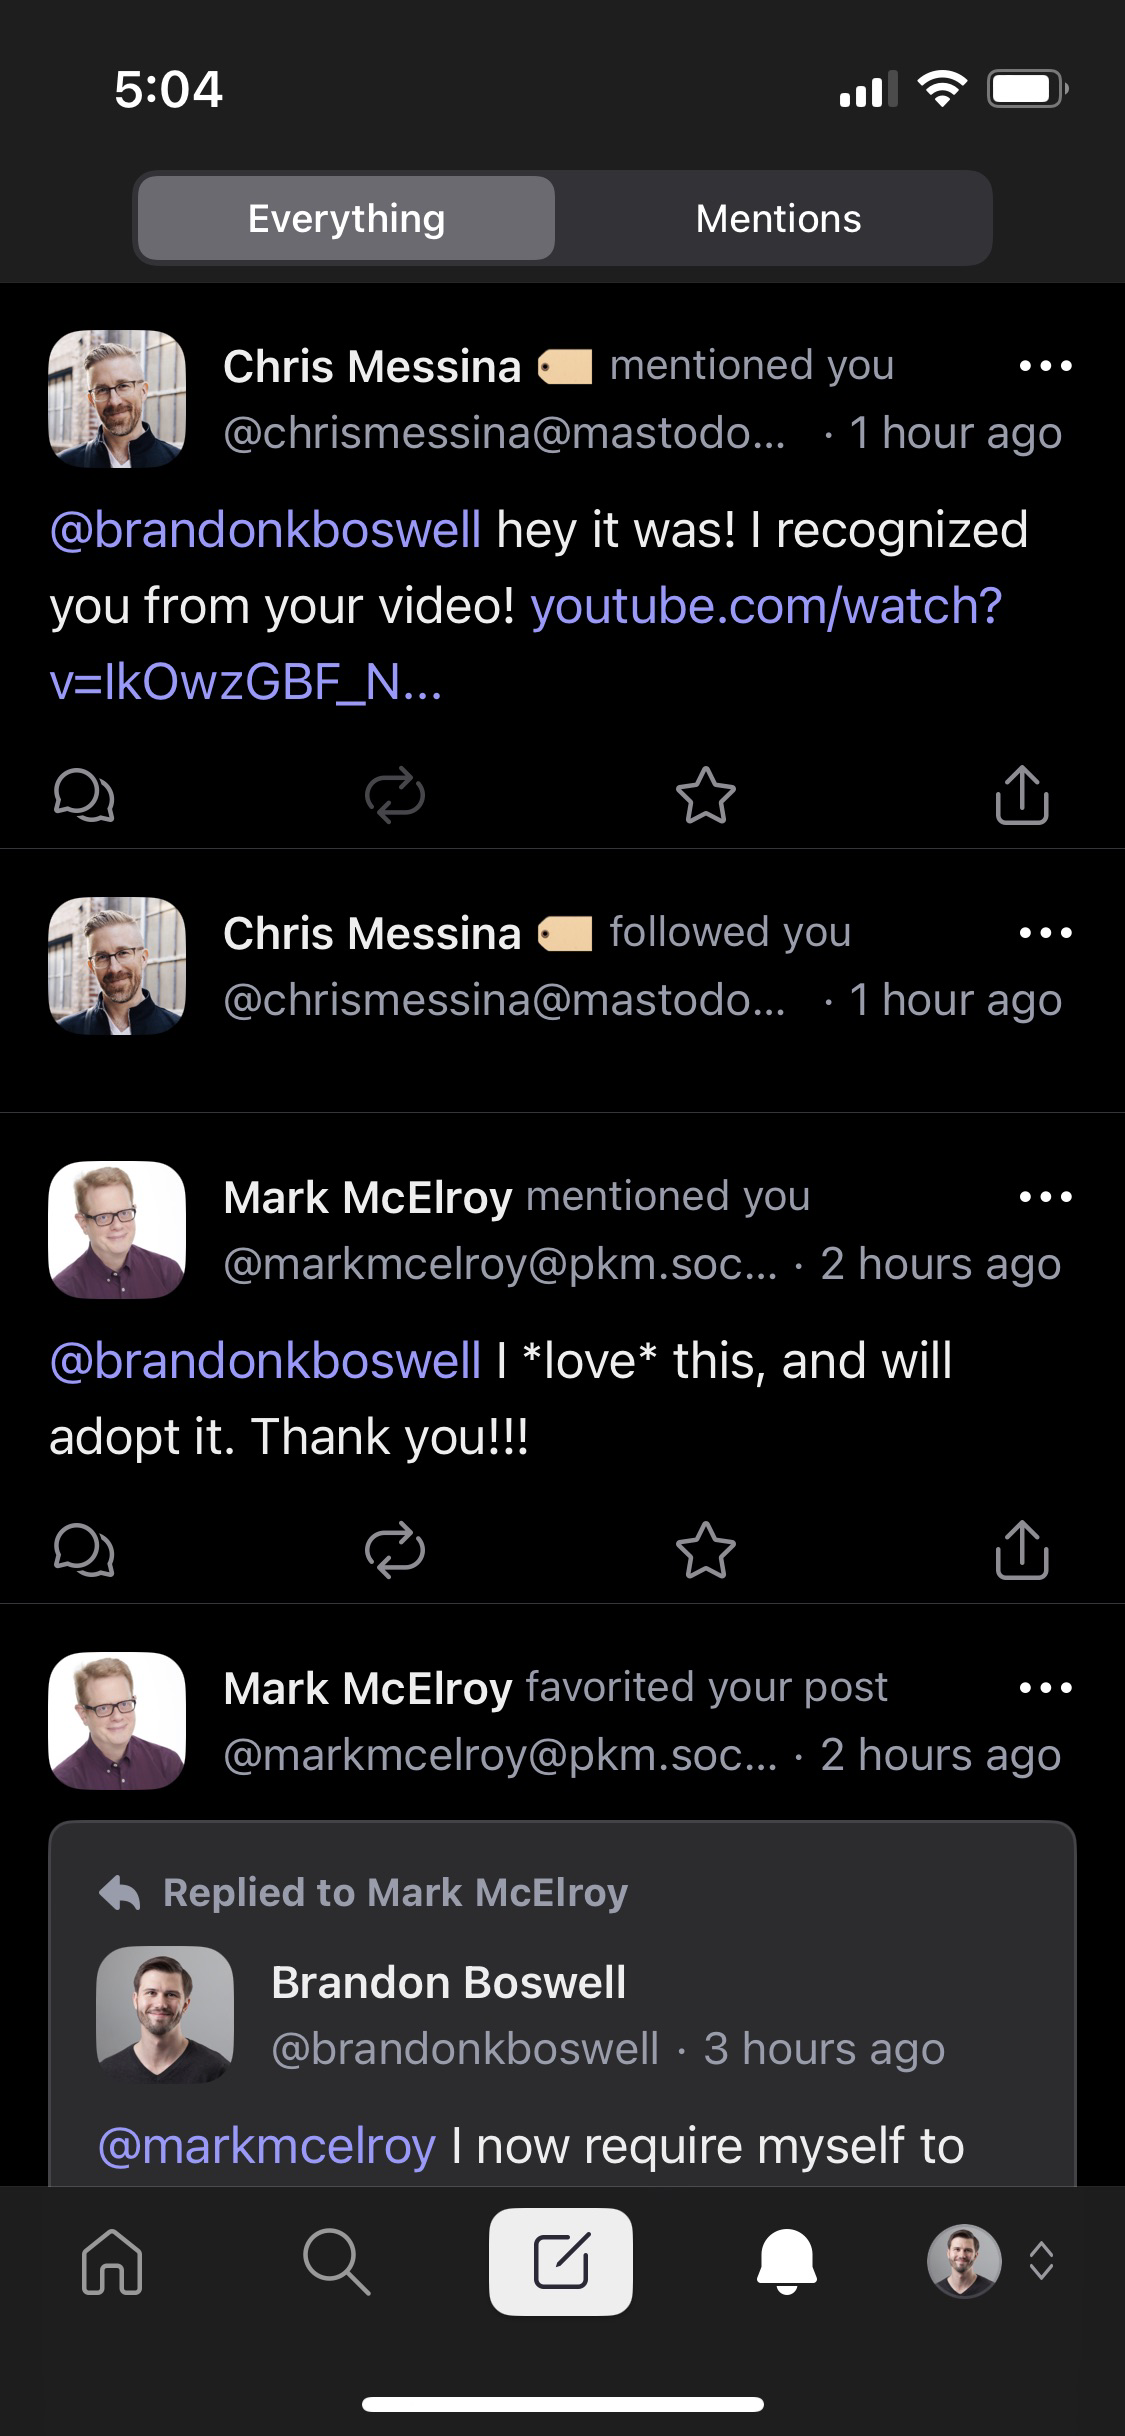 5:04
Everything
Mentions
Chris Messina mentioned you
@chrismessina@mastodo... · 1 hour ago
@brandonkboswell hey it was! I recognized
you from your video! youtube.com/watch?
v=IkOwzGBF_N...
Chris Messina followed you
@chrismessina@mastodo... · 1 hour ago
Mark McElroy mentioned you
@markmcelroy@pkm.soc... · 2 hours ago
@brandonkboswell I *love* this, and will
adopt it. Thank you!!!
Mark McElroy favorited your post
@markmcelroy@pkm.soc... · 2 hours ago
Replied to Mark McElroy
Brandon Boswell
@brandonkboswell · 3 hours ago
@markmcelroy I now require myself to